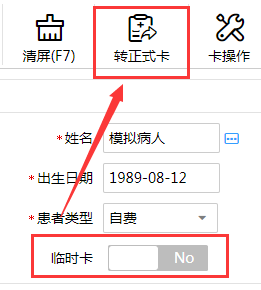 清屏(F7) 转正式卡 卡操作
*姓名 模拟病人
*出生日期 1989-08-12
*患者类型 自费
临时卡 No